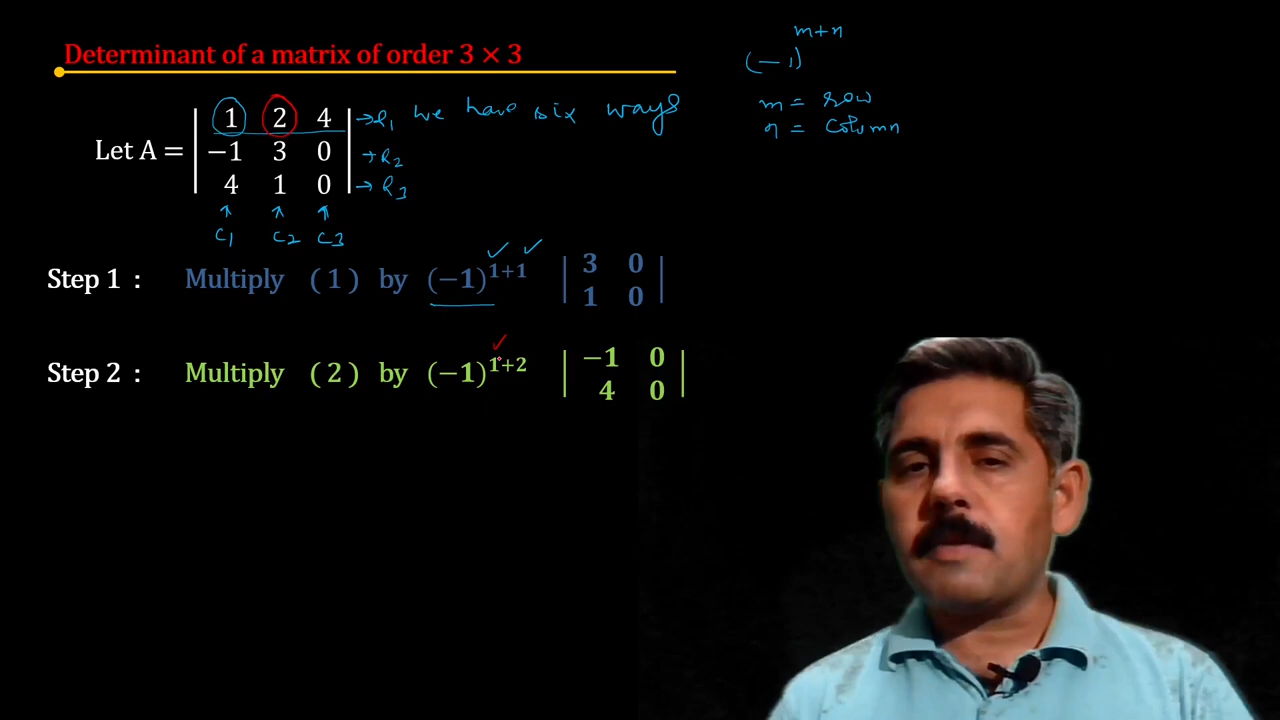 Determinant of a matrix of order 3 × 3
(−1)^{m+n}
m = row
n = column
Let A = | 1 2 4 | → R₁ we have six ways
| −1 3 0 | → R₂
| 4 1 0 | → R₃
↑ ↑ ↑
C₁ C₂ C₃
✓ ✓
Step 1 : Multiply ( 1 ) by (−1)^{1+1} | 3 0 |
| 1 0 |
✓
Step 2 : Multiply ( 2 ) by (−1)^{1+2} | −1 0 |
| 4 0 |